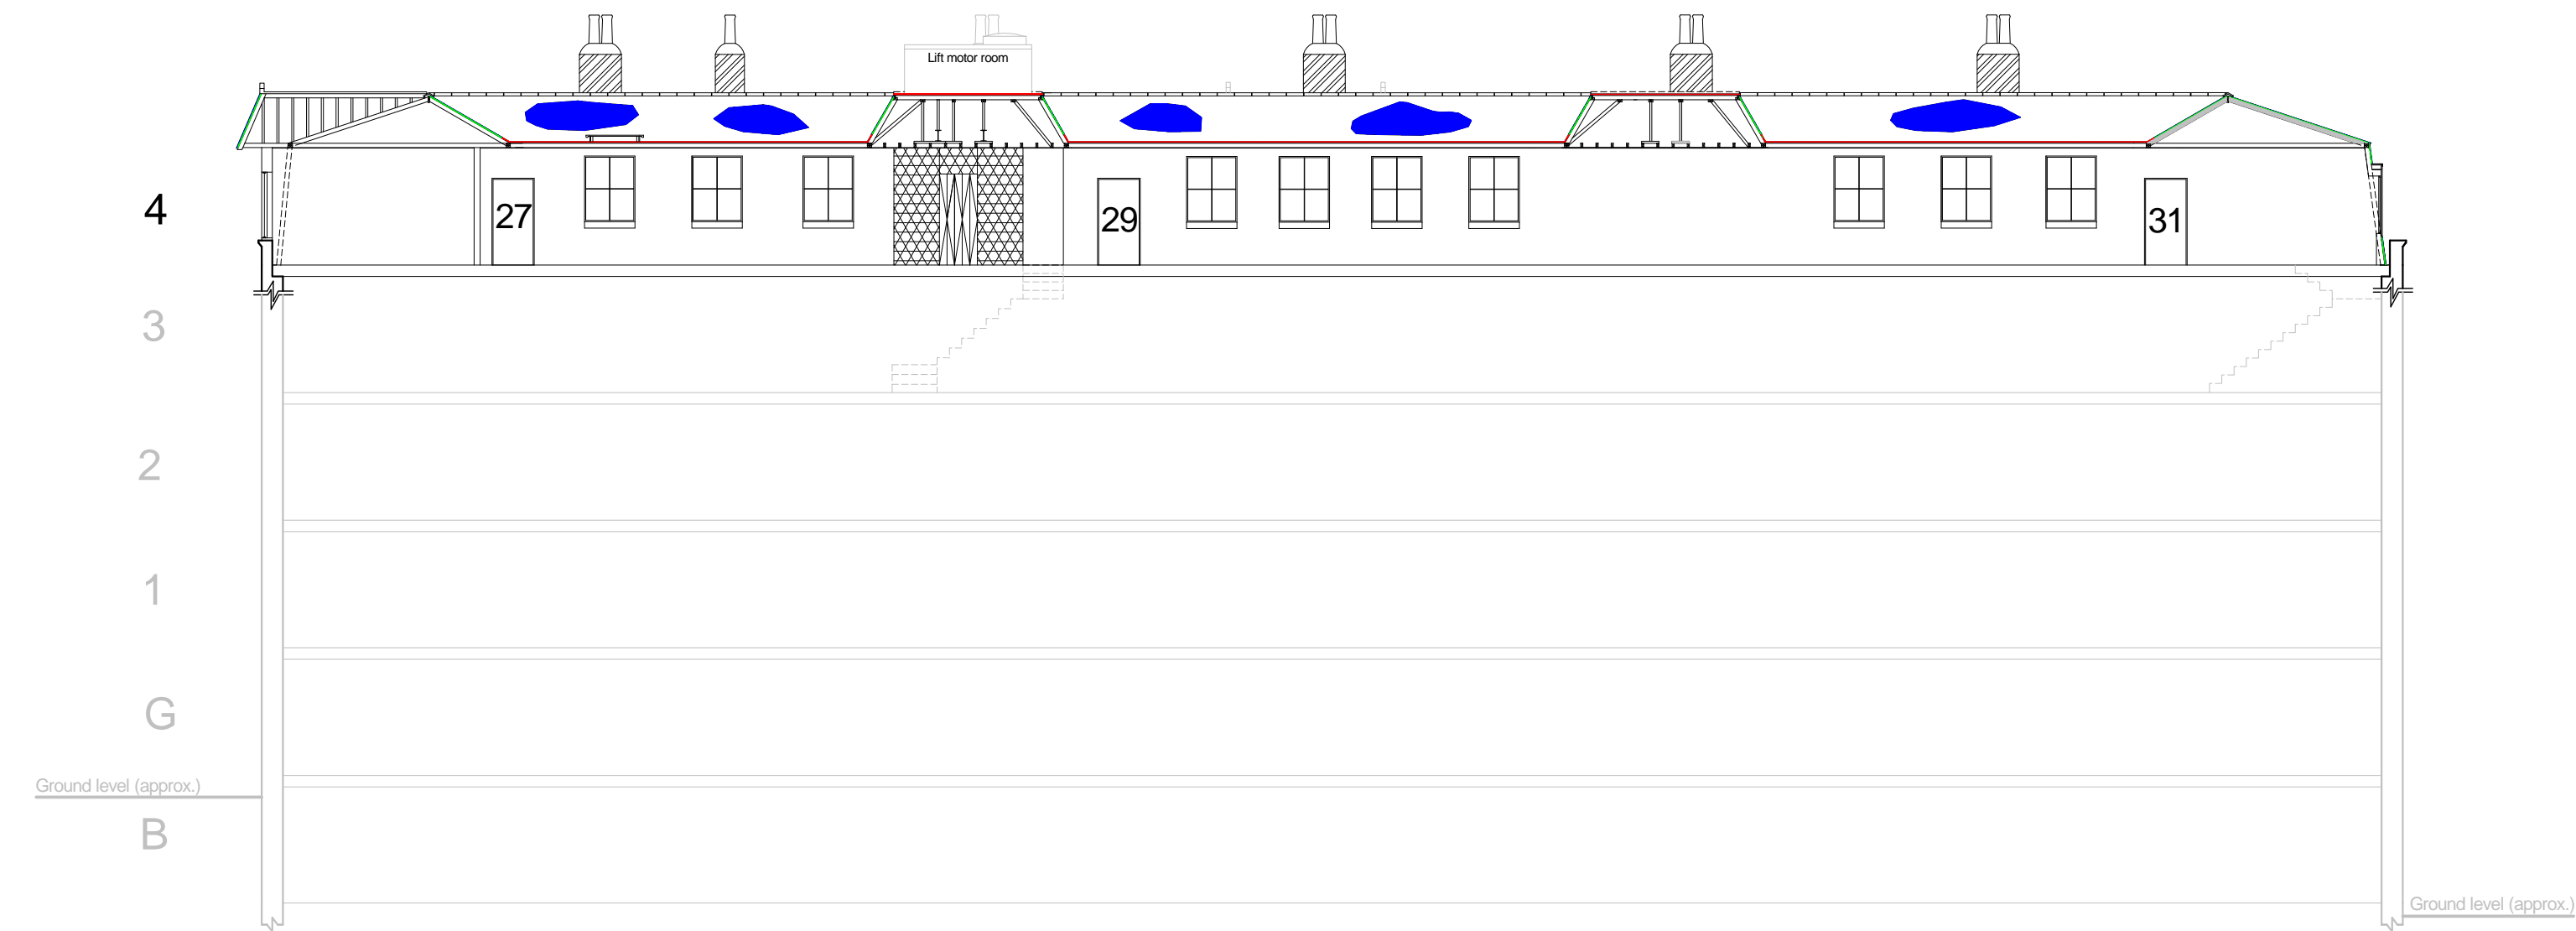 Lift motor room
4
27
29
31
3
2
1
G
Ground level (approx.)
B
Ground level (approx.)